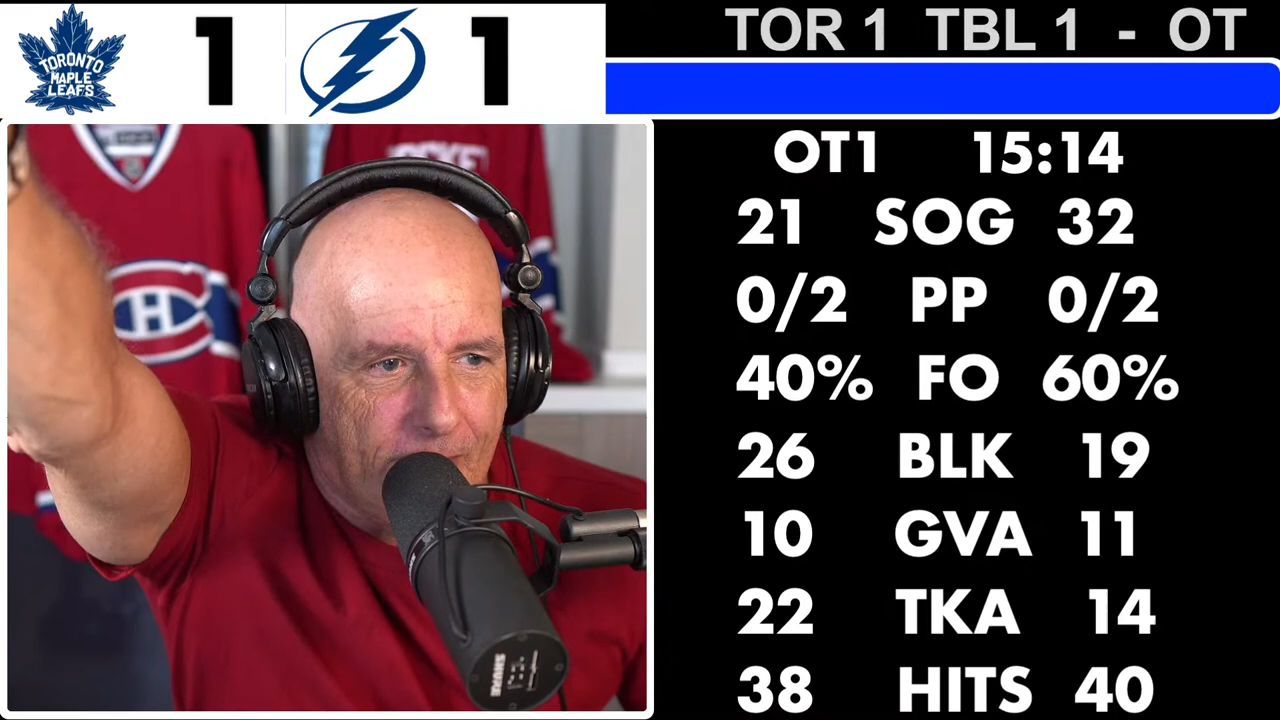 TORONTO
MAPLE
LEAFS
1
1
TOR 1 TBL 1 - OT
OT1 15:14
21 SOG 32
0/2 PP 0/2
40% FO 60%
26 BLK 19
10 GVA 11
22 TKA 14
38 HITS 40
SHURE